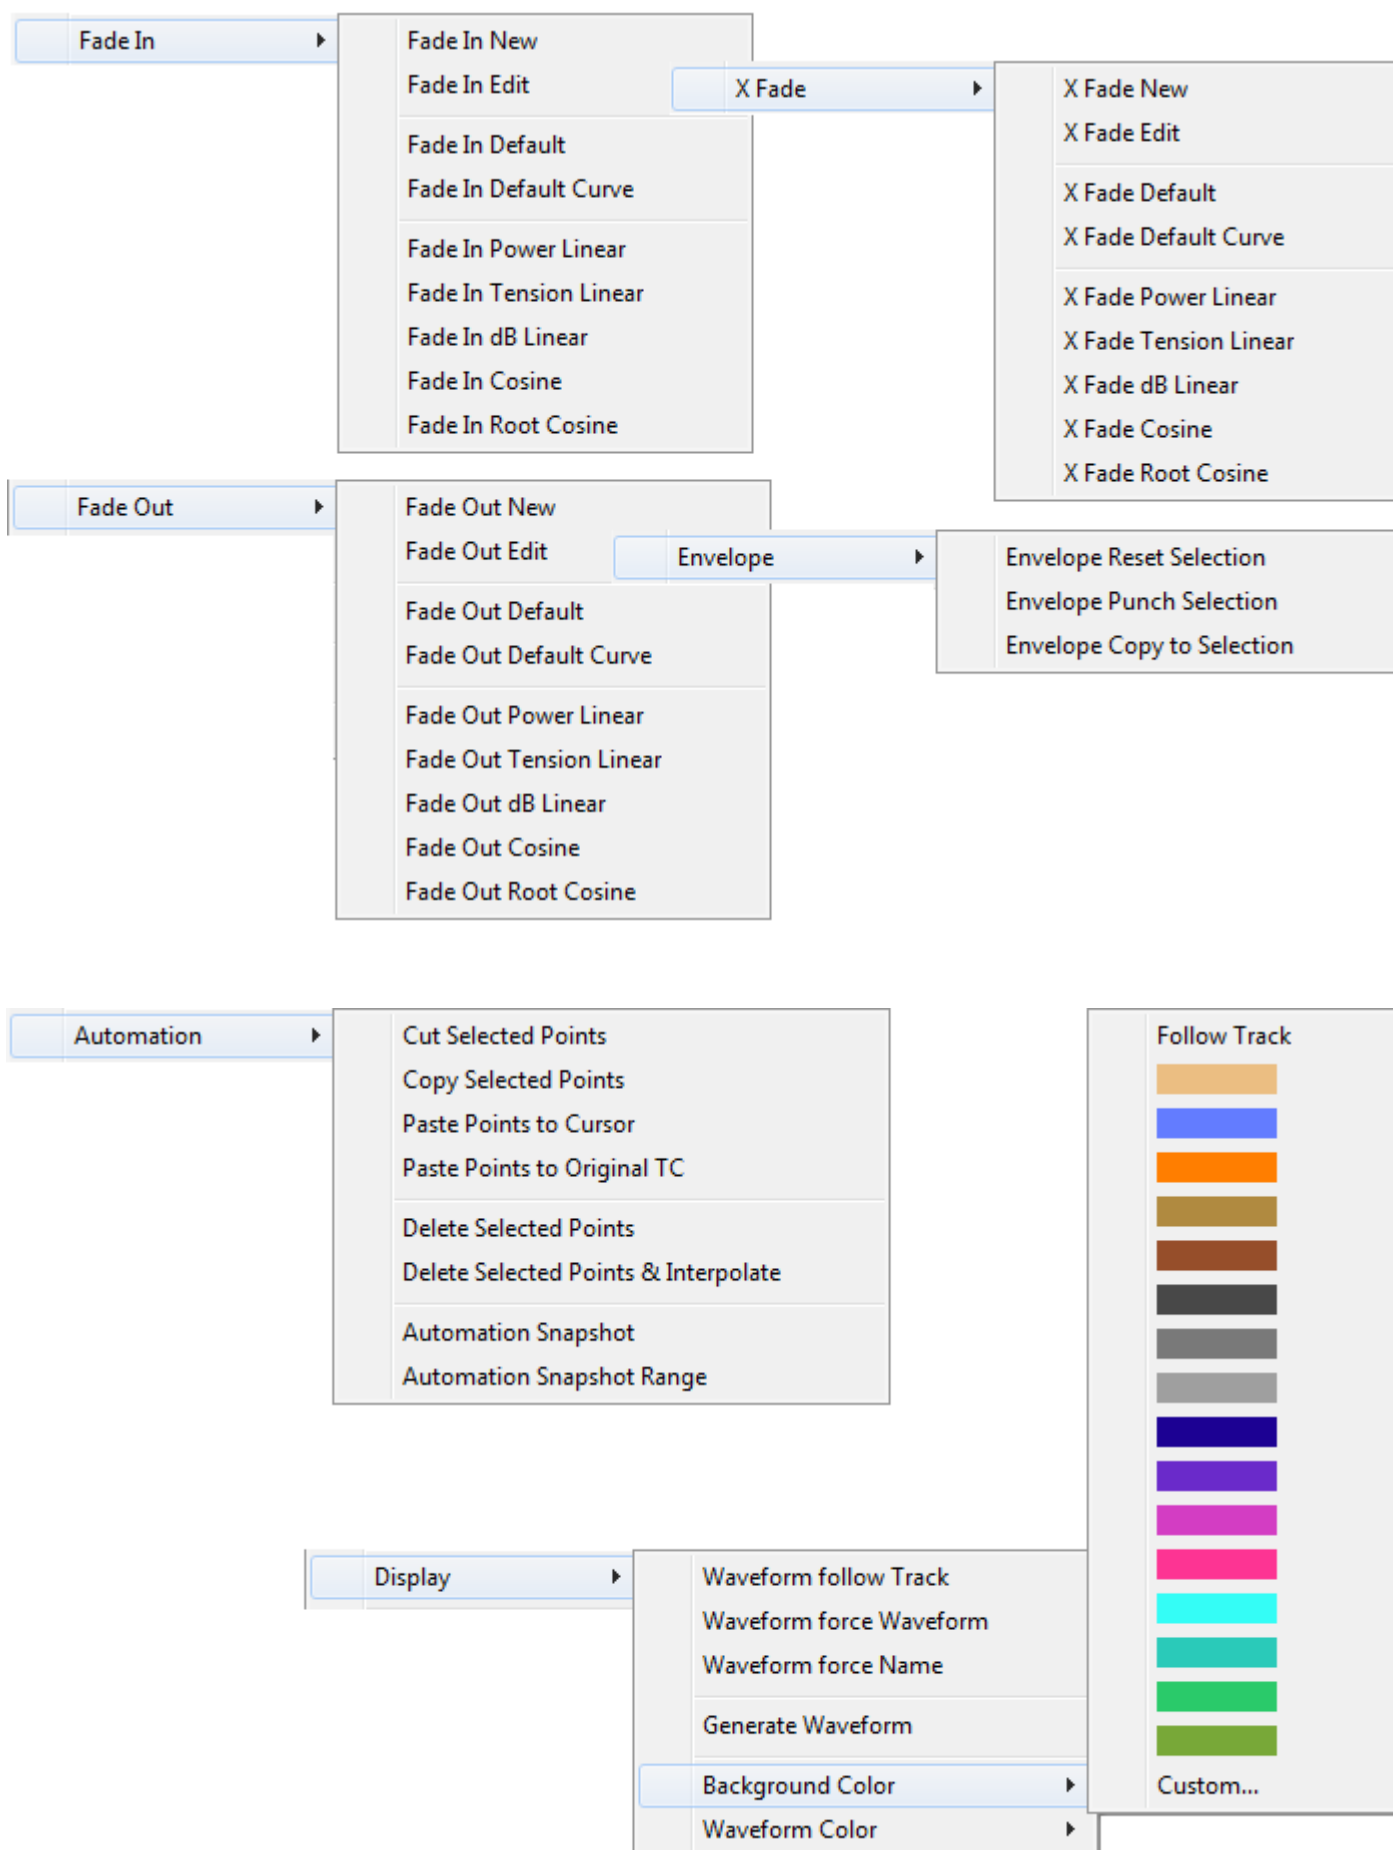 Fade In
Fade In New
Fade In Edit
Fade In Default
Fade In Default Curve
Fade In Power Linear
Fade In Tension Linear
Fade In dB Linear
Fade In Cosine
Fade In Root Cosine
X Fade
X Fade New
X Fade Edit
X Fade Default
X Fade Default Curve
X Fade Power Linear
X Fade Tension Linear
X Fade dB Linear
X Fade Cosine
X Fade Root Cosine
Fade Out
Fade Out New
Fade Out Edit
Fade Out Default
Fade Out Default Curve
Fade Out Power Linear
Fade Out Tension Linear
Fade Out dB Linear
Fade Out Cosine
Fade Out Root Cosine
Envelope
Envelope Reset Selection
Envelope Punch Selection
Envelope Copy to Selection
Automation
Cut Selected Points
Copy Selected Points
Paste Points to Cursor
Paste Points to Original TC
Delete Selected Points
Delete Selected Points & Interpolate
Automation Snapshot
Automation Snapshot Range
Display
Waveform follow Track
Waveform force Waveform
Waveform force Name
Generate Waveform
Background Color
Waveform Color
Follow Track
Custom...